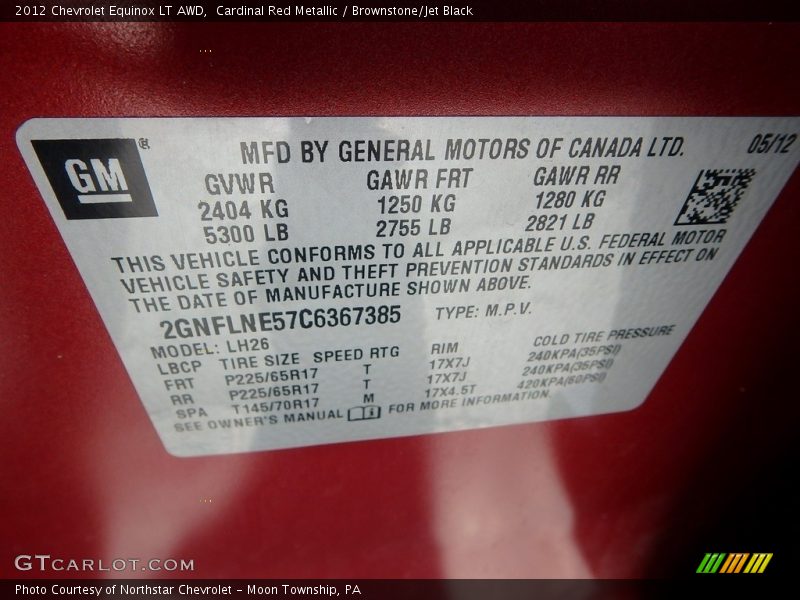 2012 Chevrolet Equinox LT AWD,  Cardinal Red Metallic / Brownstone/Jet Black
GM®
MFD BY GENERAL MOTORS OF CANADA LTD. 05/12
GVWR GAWR FRT GAWR RR
2404 KG 1250 KG 1280 KG
5300 LB 2755 LB 2821 LB
THIS VEHICLE CONFORMS TO ALL APPLICABLE U.S. FEDERAL MOTOR
VEHICLE SAFETY AND THEFT PREVENTION STANDARDS IN EFFECT ON
THE DATE OF MANUFACTURE SHOWN ABOVE.
2GNFLNE57C6367385 TYPE: M.P.V.
MODEL: LH26
LBCP TIRE SIZE SPEED RTG RIM COLD TIRE PRESSURE
FRT P225/65R17 T 17X7J 240KPA(35PSI)
RR P225/65R17 T 17X7J 240KPA(35PSI)
SPA T145/70R17 M 17X4.5T 420KPA(60PSI)
SEE OWNER'S MANUAL FOR MORE INFORMATION.
GTCARLOT.COM
Photo Courtesy of Northstar Chevrolet - Moon Township, PA